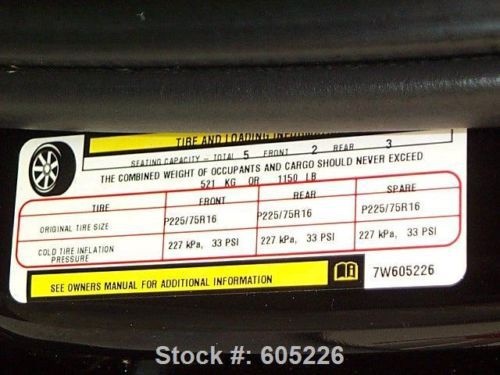 TIRE AND LOADING INFORMATION
SEATING CAPACITY - TOTAL 5 FRONT 2 REAR 3
THE COMBINED WEIGHT OF OCCUPANTS AND CARGO SHOULD NEVER EXCEED
521 KG OR 1150 LB
TIRE FRONT REAR SPARE
ORIGINAL TIRE SIZE P225/75R16 P225/75R16 P225/75R16
COLD TIRE INFLATION PRESSURE 227 kPa, 33 PSI 227 kPa, 33 PSI 227 kPa, 33 PSI
SEE OWNERS MANUAL FOR ADDITIONAL INFORMATION 7W605226
Stock #: 605226